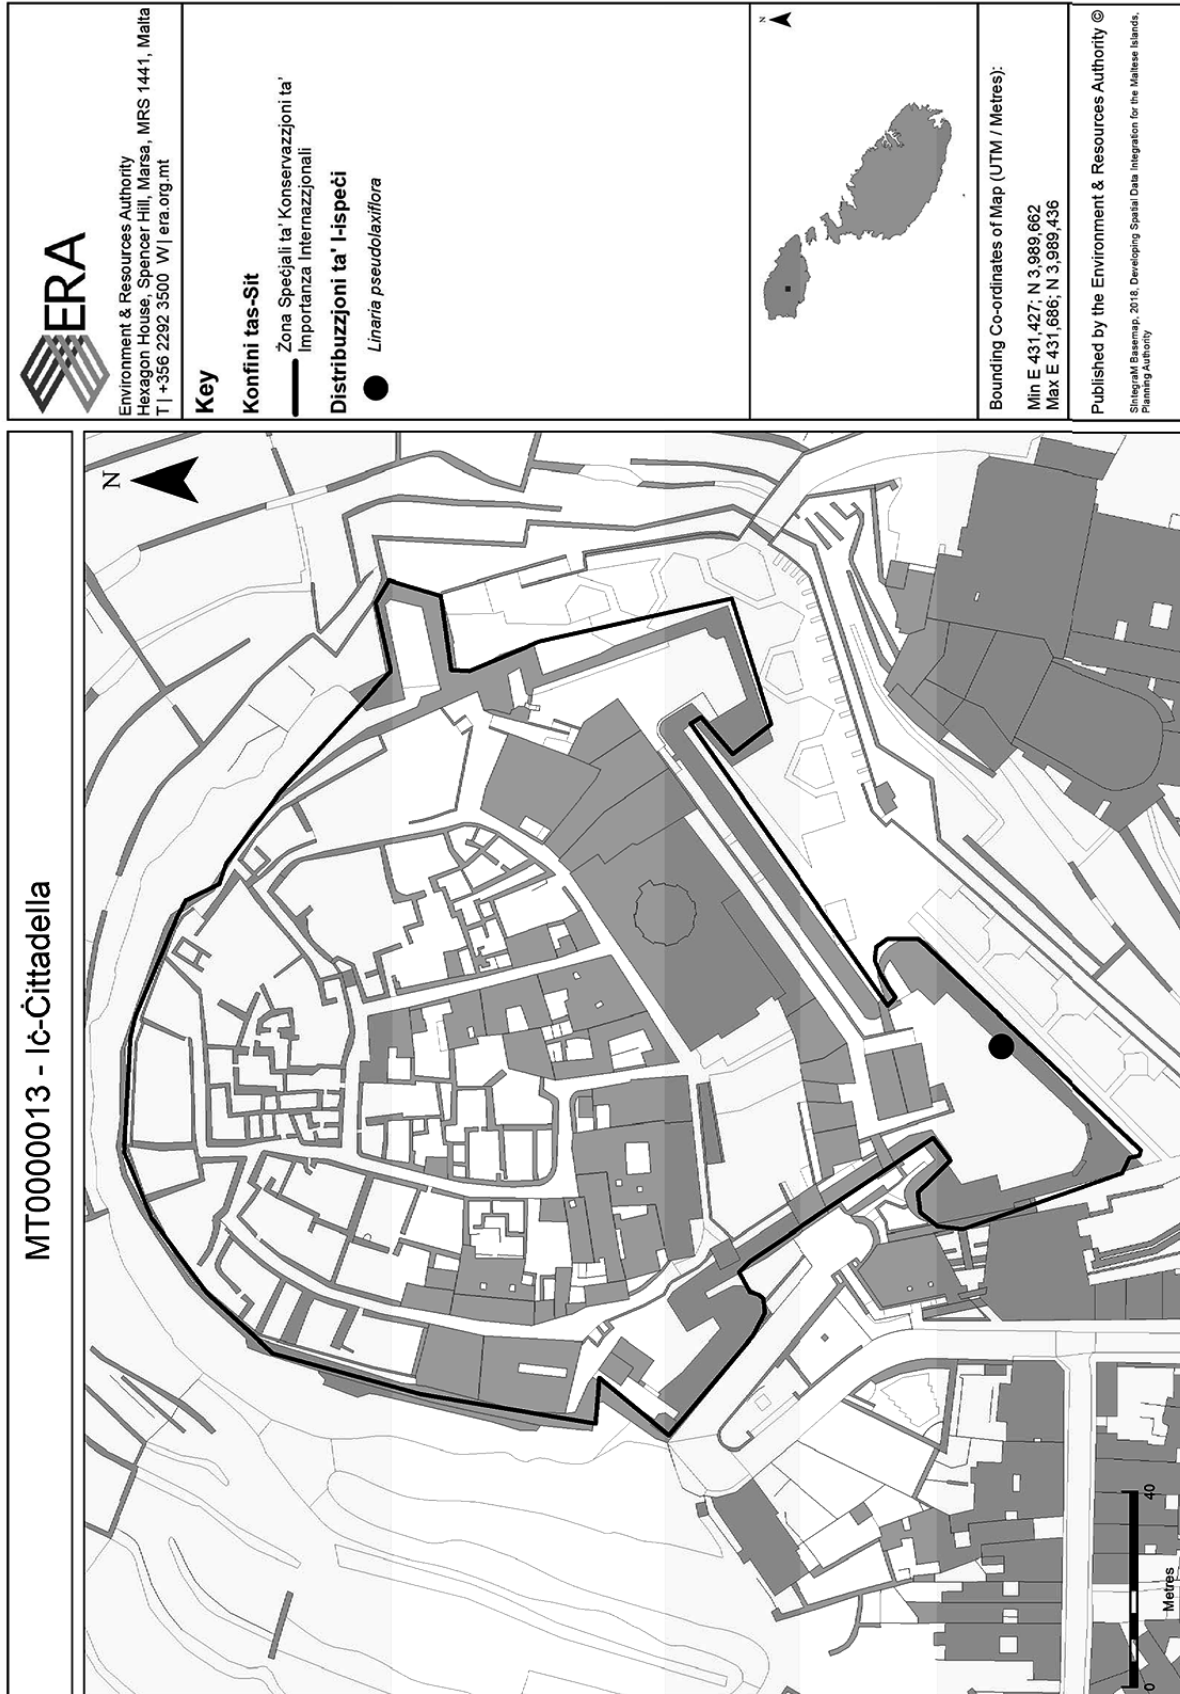 MT0000013 - Iċ-Ċittadella
N
0
40
Metres
ERA
Environment & Resources Authority
Hexagon House, Spencer Hill, Marsa, MRS 1441, Malta
T | +356 2292 3500 W | era.org.mt
Key
Konfini tas-Sit
Żona Speċjali ta' Konservazzjoni ta'
Importanza Internazzjonali
Distribuzzjoni ta' l-ispeċi
Linaria pseudolaxiflora
N
Bounding Co-ordinates of Map (UTM / Metres):
Min E 431,427; N 3,989,662
Max E 431,686; N 3,989,436
Published by the Environment & Resources Authority ©
SIntegraM Basemap, 2018, Developing Spatial Data Integration for the Maltese Islands,
Planning Authority